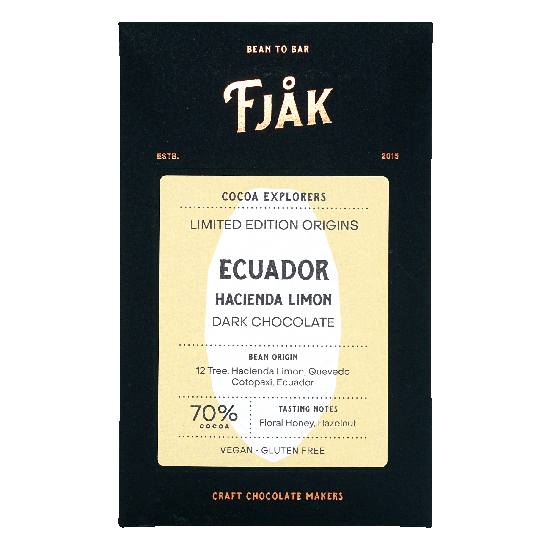 BEAN TO BAR
FJÅK
ESTB. 2015
COCOA EXPLORERS
LIMITED EDITION ORIGINS
ECUADOR
HACIENDA LIMON
DARK CHOCOLATE
BEAN ORIGIN
12 Tree, Hacienda Limon, Quevedo
Cotopaxi, Ecuador
70%
COCOA
TASTING NOTES
Floral Honey, Hazelnut
VEGAN - GLUTEN FREE
CRAFT CHOCOLATE MAKERS